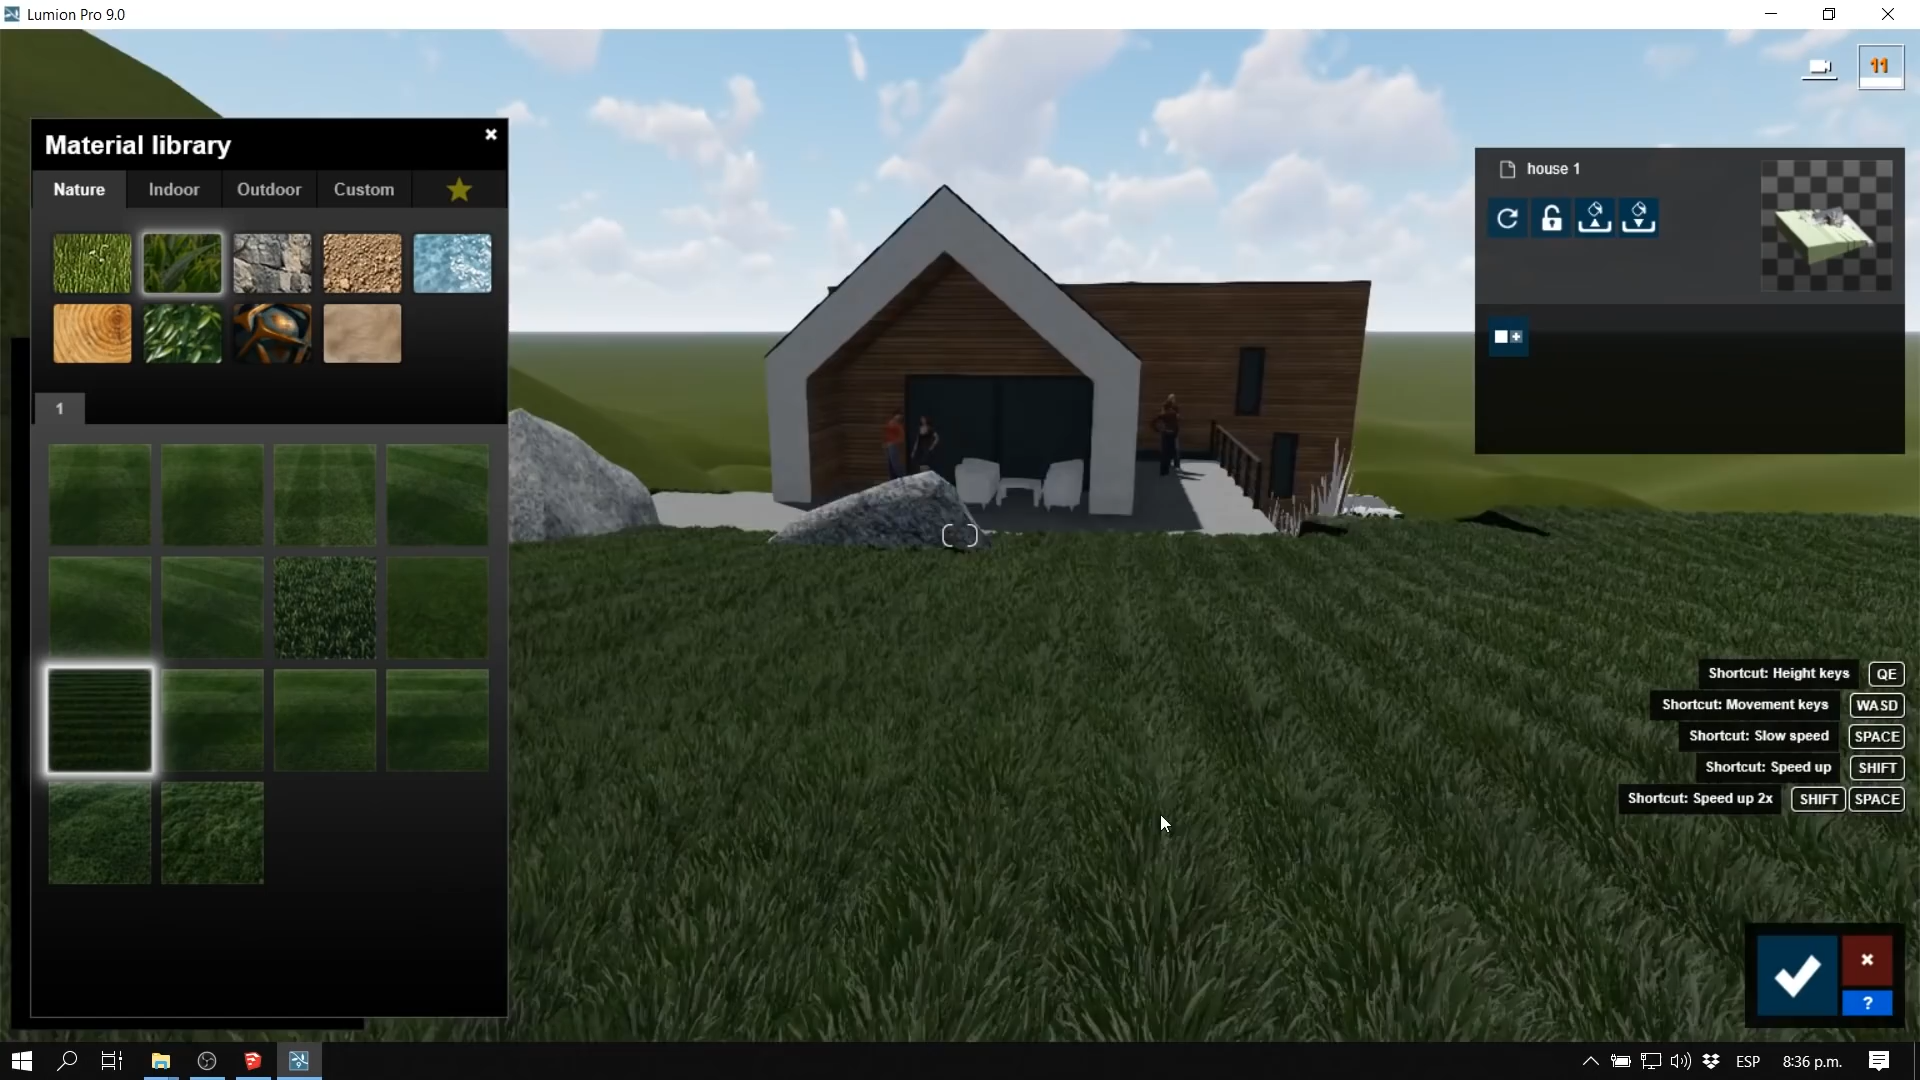 Lumion Pro 9.0
11
Material library
Nature Indoor Outdoor Custom
1
house 1
Shortcut: Height keys QE
Shortcut: Movement keys WASD
Shortcut: Slow speed SPACE
Shortcut: Speed up SHIFT
Shortcut: Speed up 2x SHIFT SPACE
?
9
ESP 8:36 p.m.